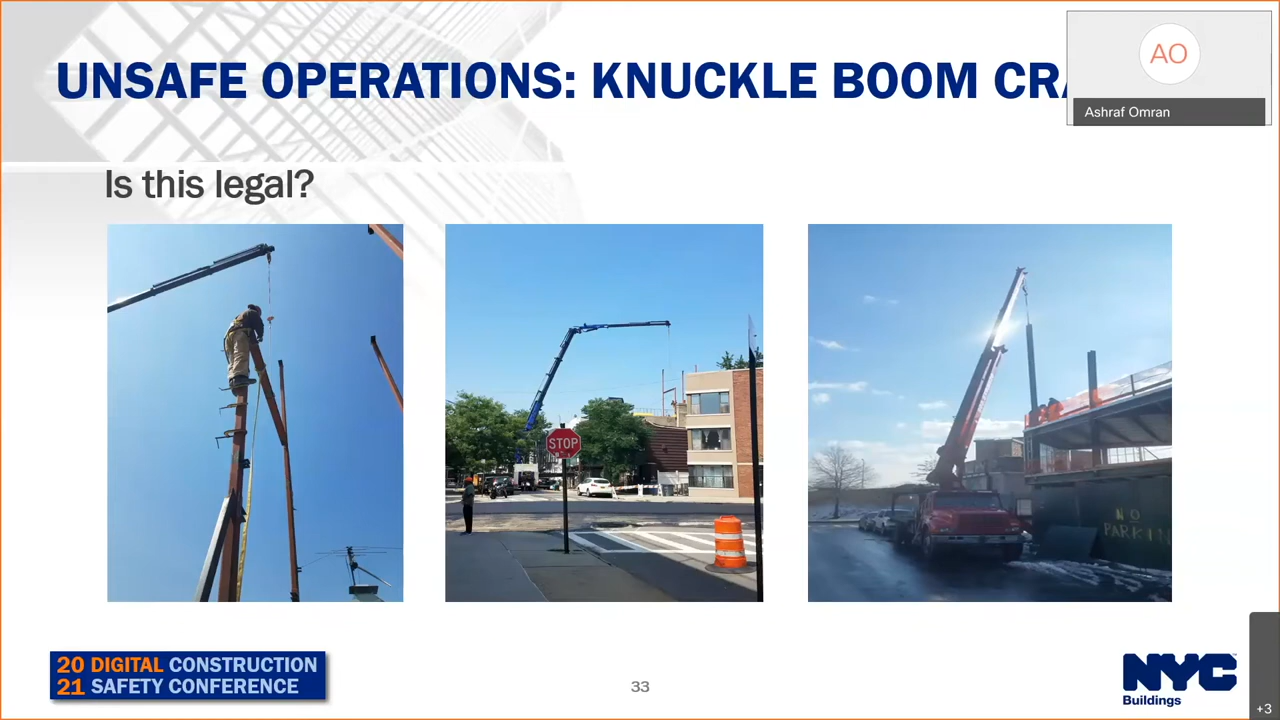 UNSAFE OPERATIONS: KNUCKLE BOOM CRA
AO
Ashraf Omran
Is this legal?
STOP
NO
PARKIN
20 DIGITAL CONSTRUCTION
21 SAFETY CONFERENCE
33
NYC
Buildings
+3